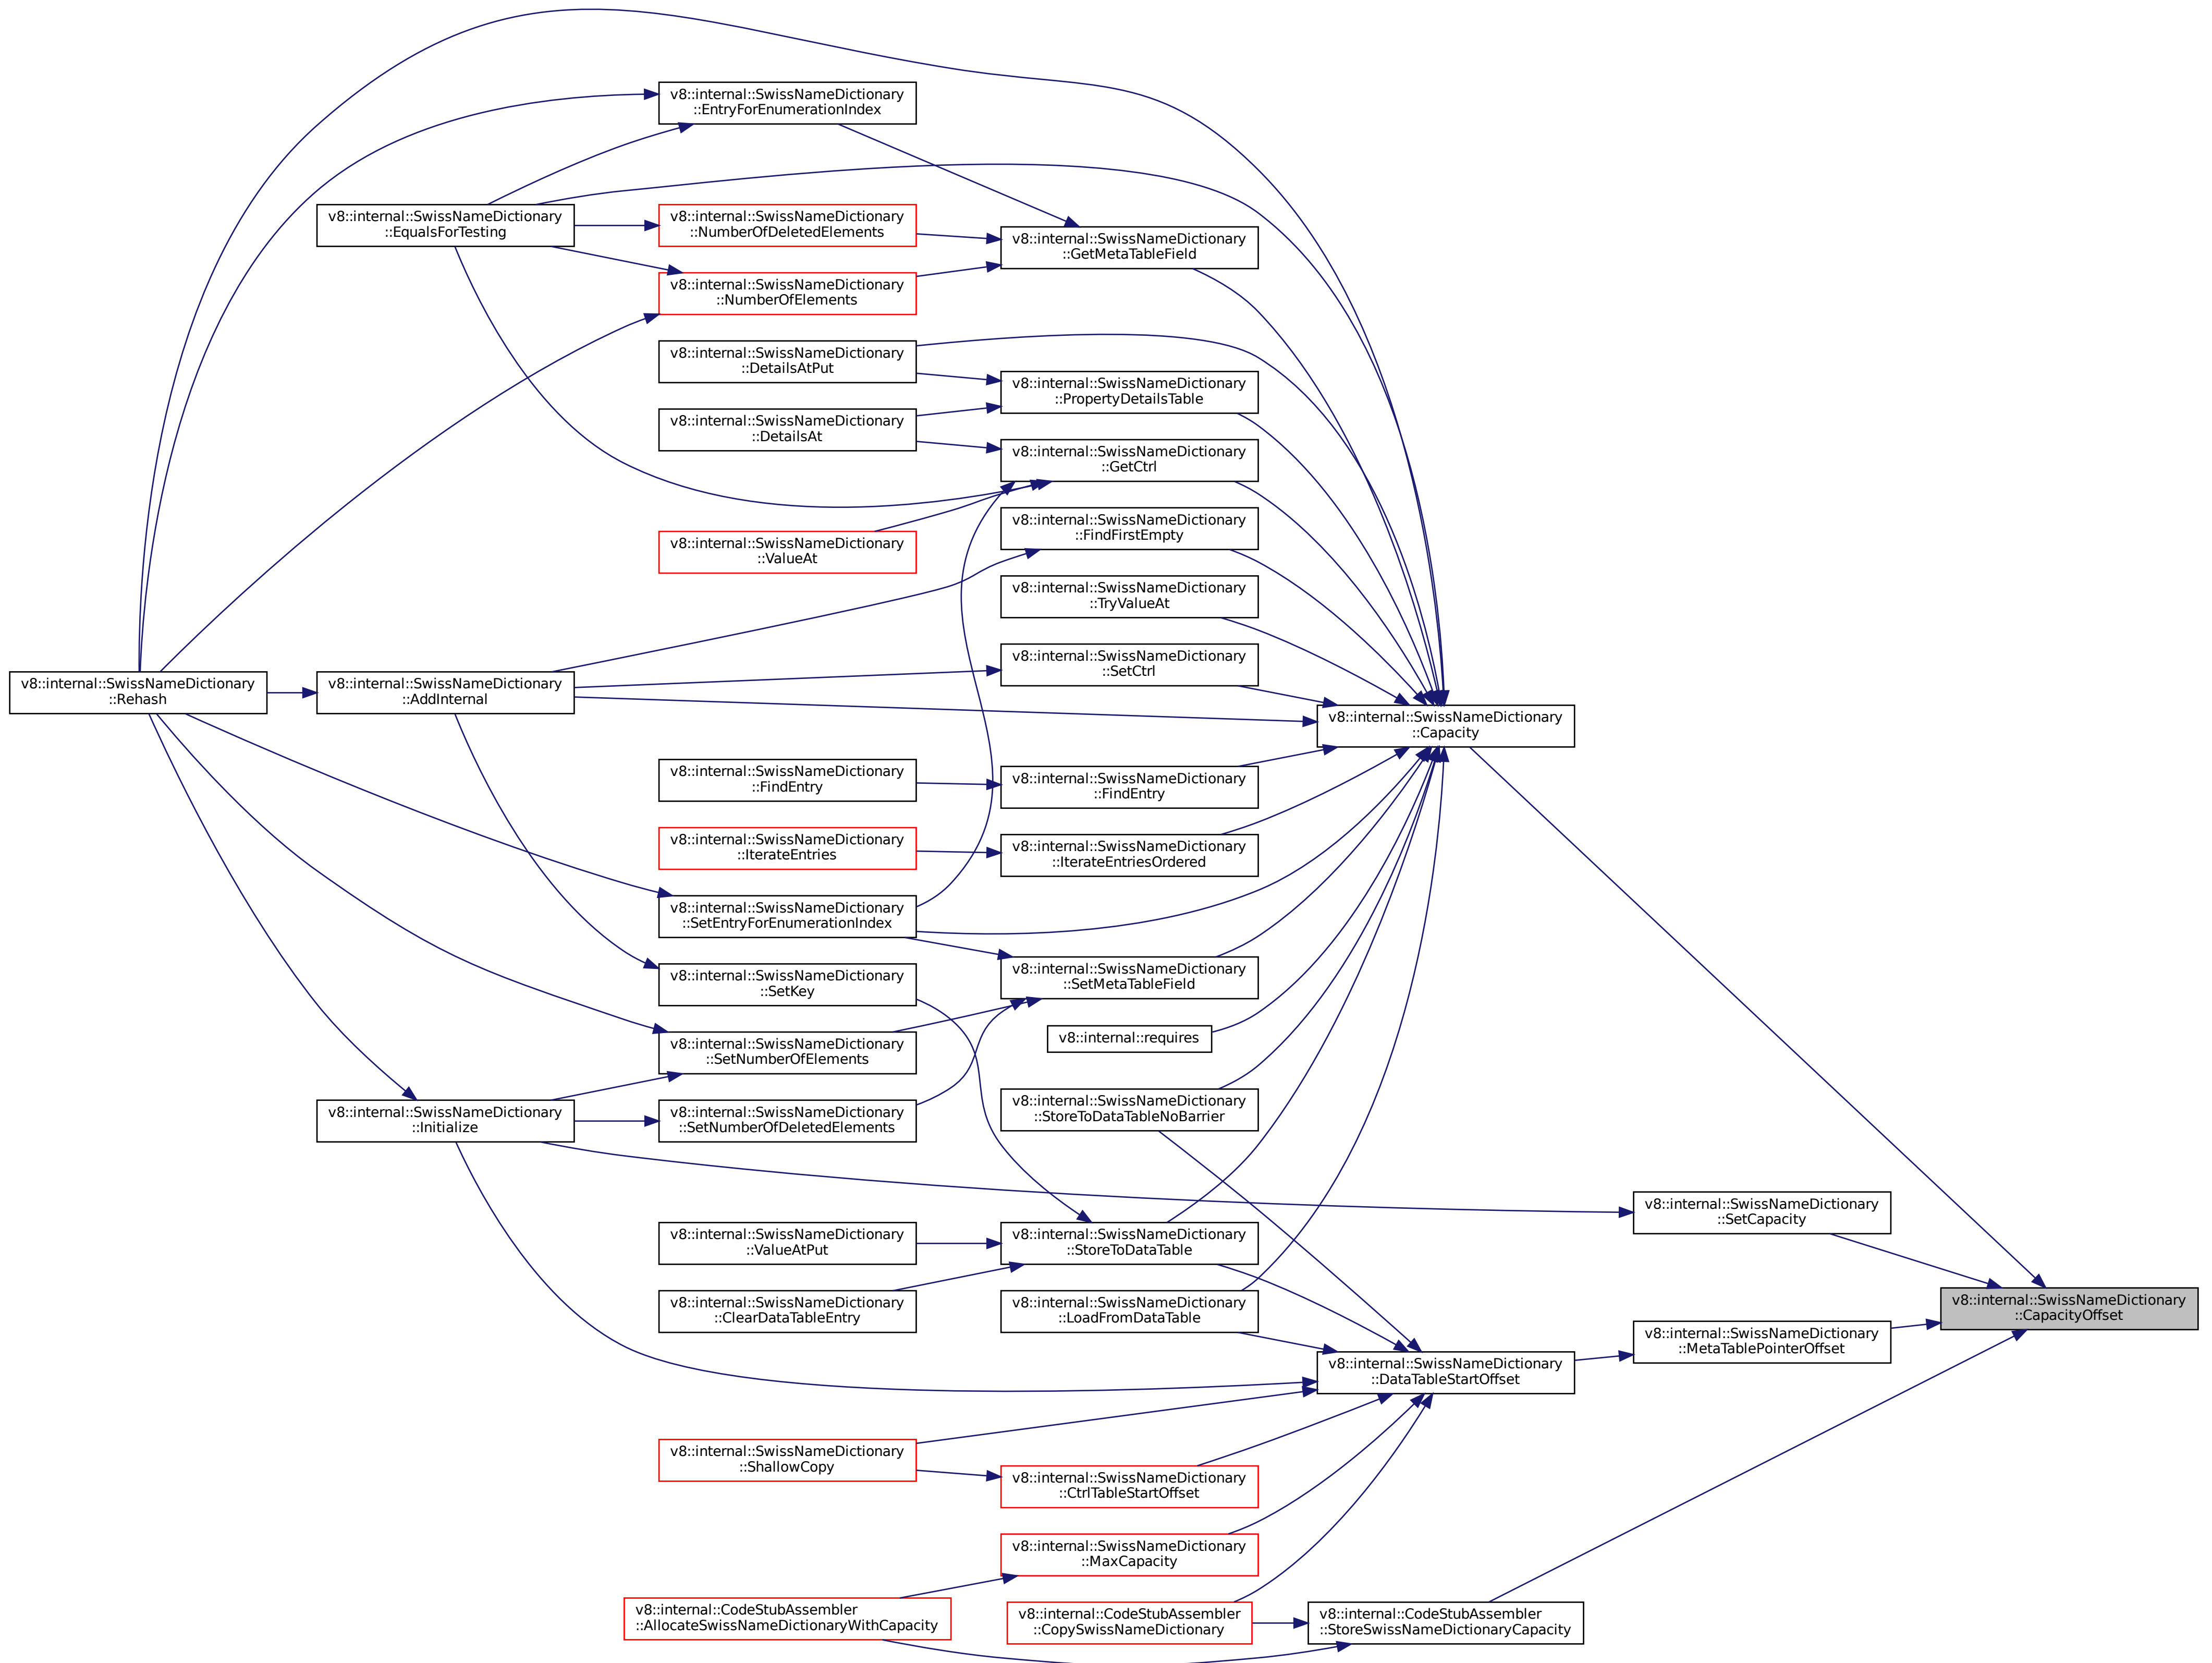 v8::internal::SwissNameDictionary
::EntryForEnumerationIndex
v8::internal::SwissNameDictionary
::EqualsForTesting
v8::internal::SwissNameDictionary
::NumberOfDeletedElements
v8::internal::SwissNameDictionary
::GetMetaTableField
v8::internal::SwissNameDictionary
::NumberOfElements
v8::internal::SwissNameDictionary
::DetailsAtPut
v8::internal::SwissNameDictionary
::PropertyDetailsTable
v8::internal::SwissNameDictionary
::DetailsAt
v8::internal::SwissNameDictionary
::GetCtrl
v8::internal::SwissNameDictionary
::FindFirstEmpty
v8::internal::SwissNameDictionary
::ValueAt
v8::internal::SwissNameDictionary
::TryValueAt
v8::internal::SwissNameDictionary
::SetCtrl
v8::internal::SwissNameDictionary
::Rehash
v8::internal::SwissNameDictionary
::AddInternal
v8::internal::SwissNameDictionary
::Capacity
v8::internal::SwissNameDictionary
::FindEntry
v8::internal::SwissNameDictionary
::FindEntry
v8::internal::SwissNameDictionary
::IterateEntries
v8::internal::SwissNameDictionary
::IterateEntriesOrdered
v8::internal::SwissNameDictionary
::SetEntryForEnumerationIndex
v8::internal::SwissNameDictionary
::SetKey
v8::internal::SwissNameDictionary
::SetMetaTableField
v8::internal::requires
v8::internal::SwissNameDictionary
::SetNumberOfElements
v8::internal::SwissNameDictionary
::Initialize
v8::internal::SwissNameDictionary
::SetNumberOfDeletedElements
v8::internal::SwissNameDictionary
::StoreToDataTableNoBarrier
v8::internal::SwissNameDictionary
::SetCapacity
v8::internal::SwissNameDictionary
::ValueAtPut
v8::internal::SwissNameDictionary
::StoreToDataTable
v8::internal::SwissNameDictionary
::CapacityOffset
v8::internal::SwissNameDictionary
::ClearDataTableEntry
v8::internal::SwissNameDictionary
::LoadFromDataTable
v8::internal::SwissNameDictionary
::MetaTablePointerOffset
v8::internal::SwissNameDictionary
::DataTableStartOffset
v8::internal::SwissNameDictionary
::ShallowCopy
v8::internal::SwissNameDictionary
::CtrlTableStartOffset
v8::internal::SwissNameDictionary
::MaxCapacity
v8::internal::CodeStubAssembler
::AllocateSwissNameDictionaryWithCapacity
v8::internal::CodeStubAssembler
::CopySwissNameDictionary
v8::internal::CodeStubAssembler
::StoreSwissNameDictionaryCapacity